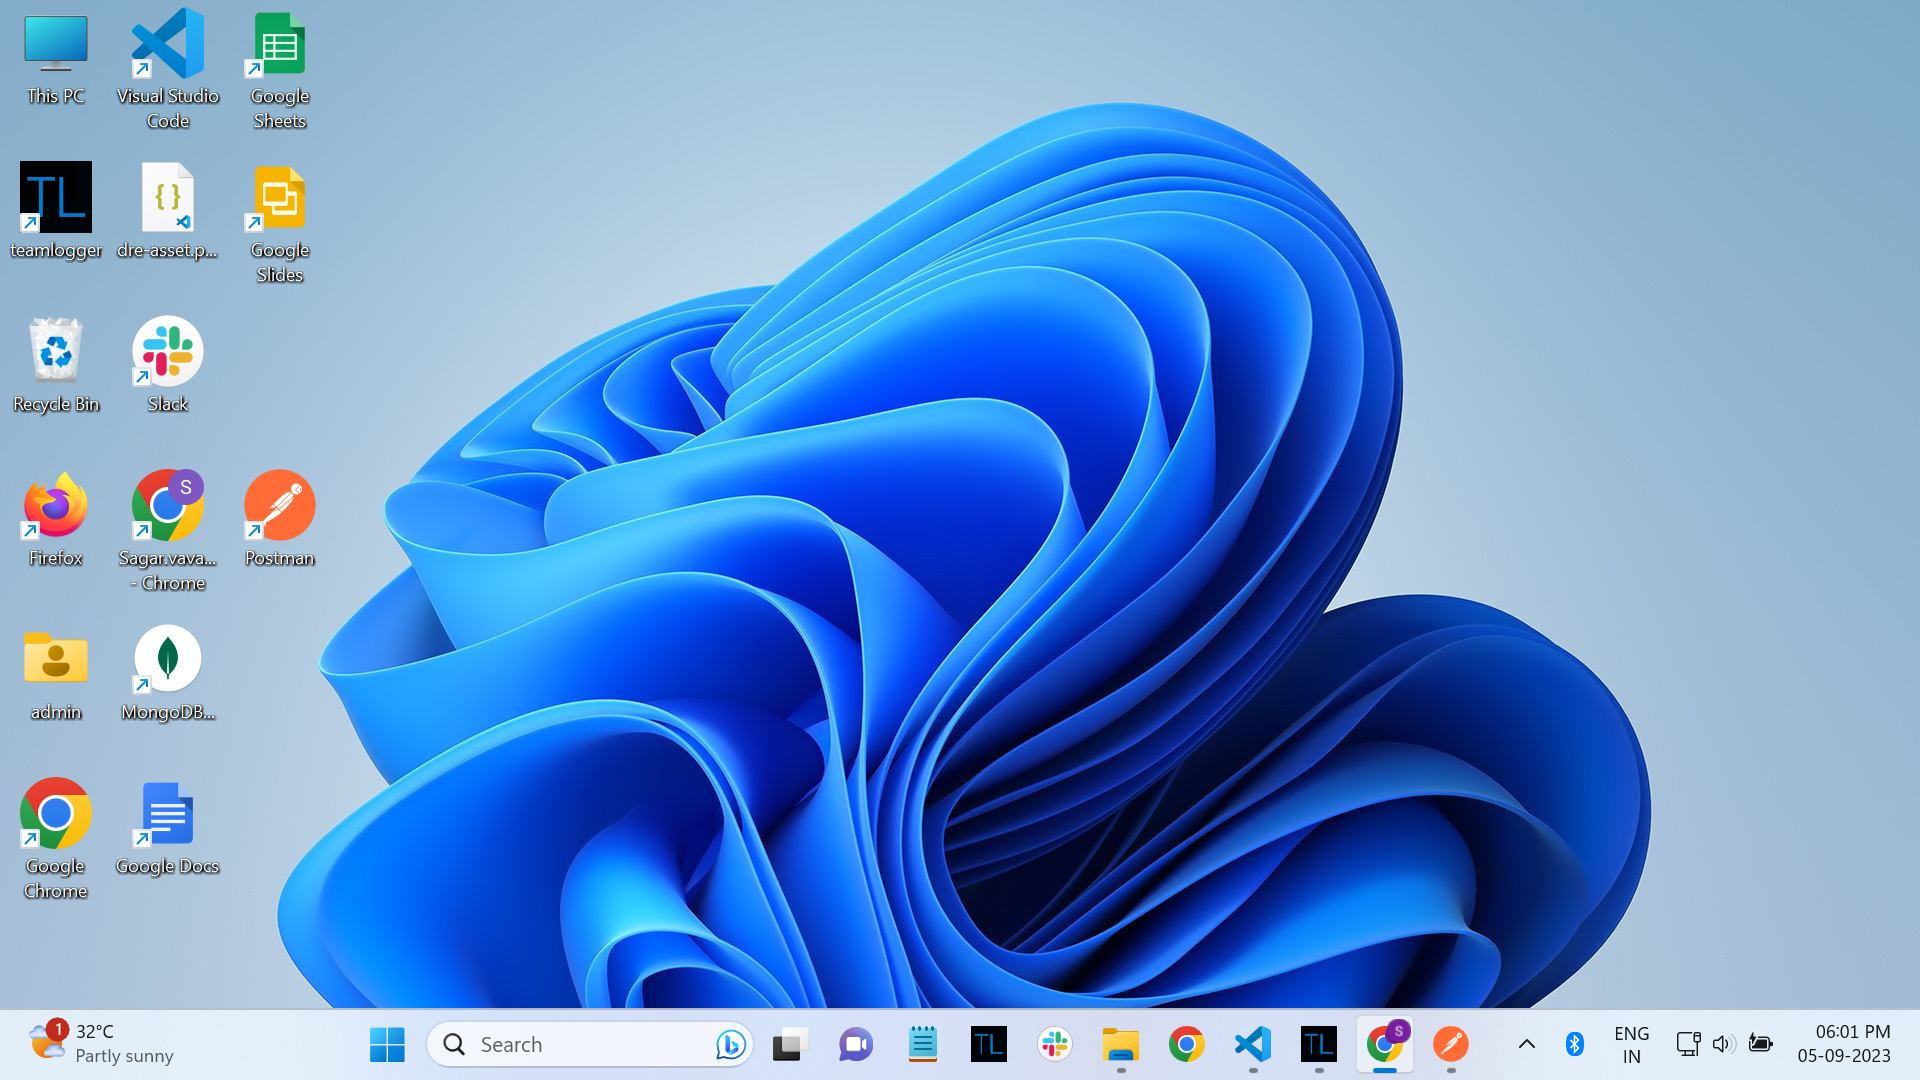 This PC
Visual Studio
Code
Google
Sheets
TL
teamlogger
{ }
dre-asset.p...
Google
Slides
Recycle Bin
Slack
Firefox
S
Sagar.vava...
- Chrome
Postman
admin
MongoDB...
Google
Chrome
Google Docs
1
32°C
Partly sunny
Search
TL
TL
S
ENG
IN
06:01 PM
05-09-2023